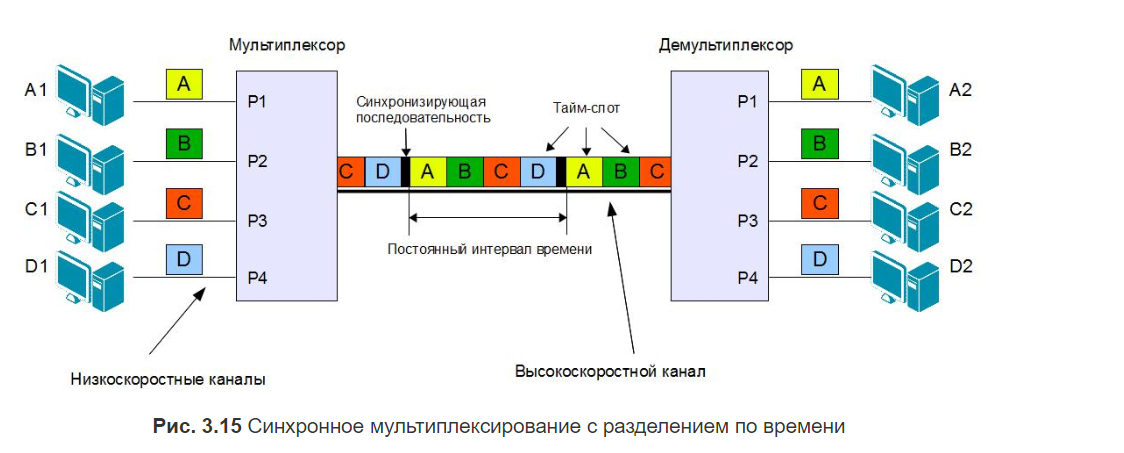 Мультиплексор
Демультиплексор
A1
A
P1
Синхронизирующая
последовательность
Тайм-слот
P1
A
A2
B1
B
P2
C D A B C D A B C
P2
B
B2
C1
C
P3
Постоянный интервал времени
P3
C
C2
D1
D
P4
P4
D
D2
Низкоскоростные каналы
Высокоскоростной канал
Рис. 3.15 Синхронное мультиплексирование с разделением по времени